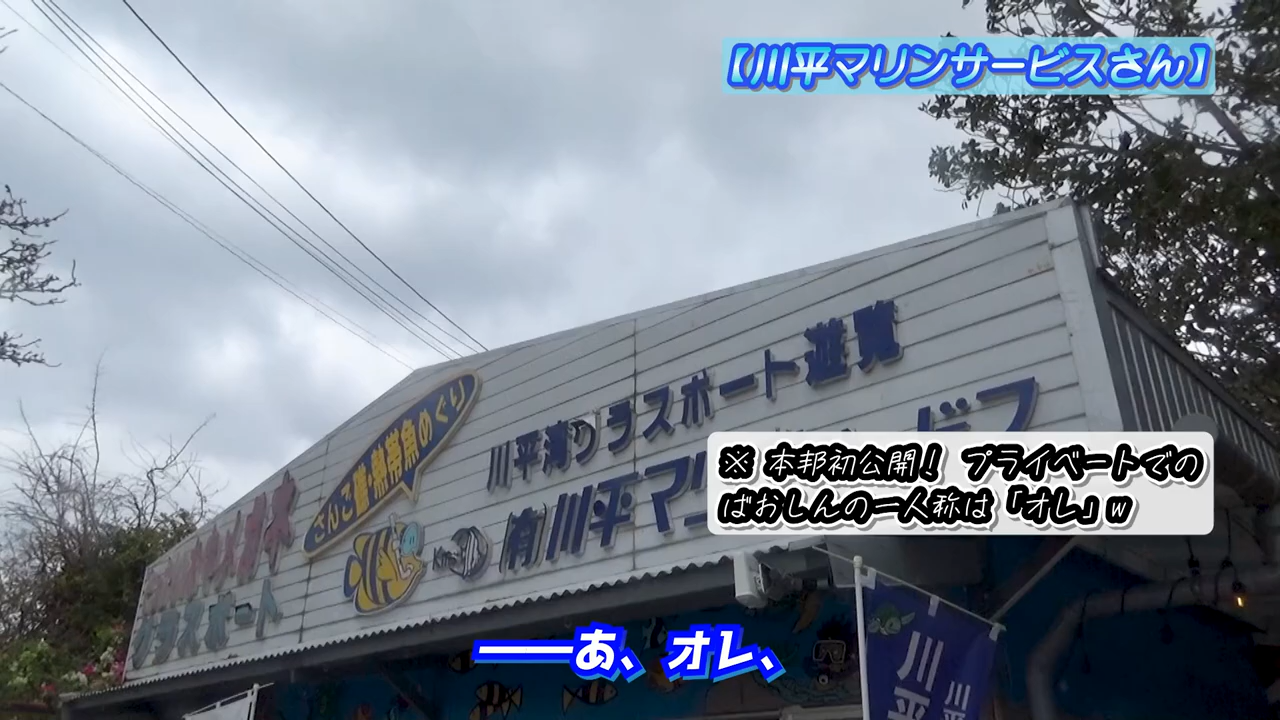 【川平マリンサービスさん】
さんご礁・熱帯魚めぐり
川平湾グラスボート遊覧
㈲川平マリ
グラスボート
※ 本邦初公開！ プライベートでの
ばおしんの一人称は「オレ」w
川平
川平
――あ、オレ、